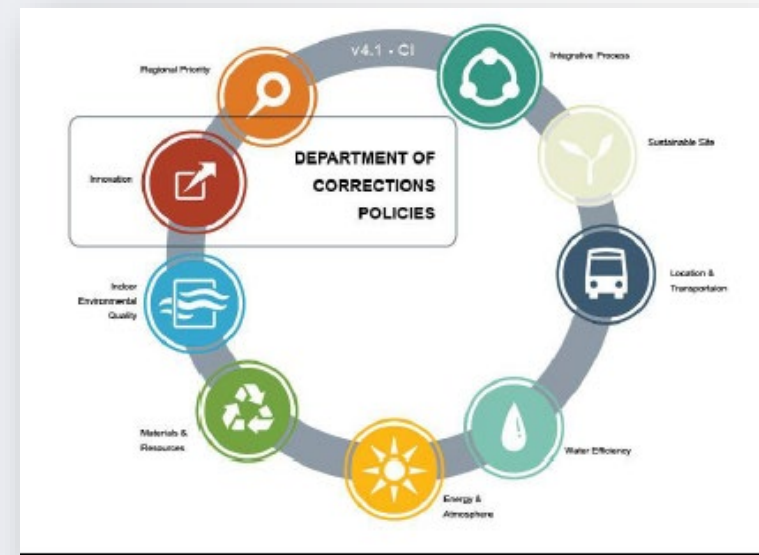 v4.1 - CI
Regional Priority
Integrative Process
Sustainable Site
Innovation
DEPARTMENT OF
CORRECTIONS
POLICIES
Location &
Transportaion
Indoor
Environmental
Quality
Materials &
Resources
Water Efficiency
Energy &
Atmosphere